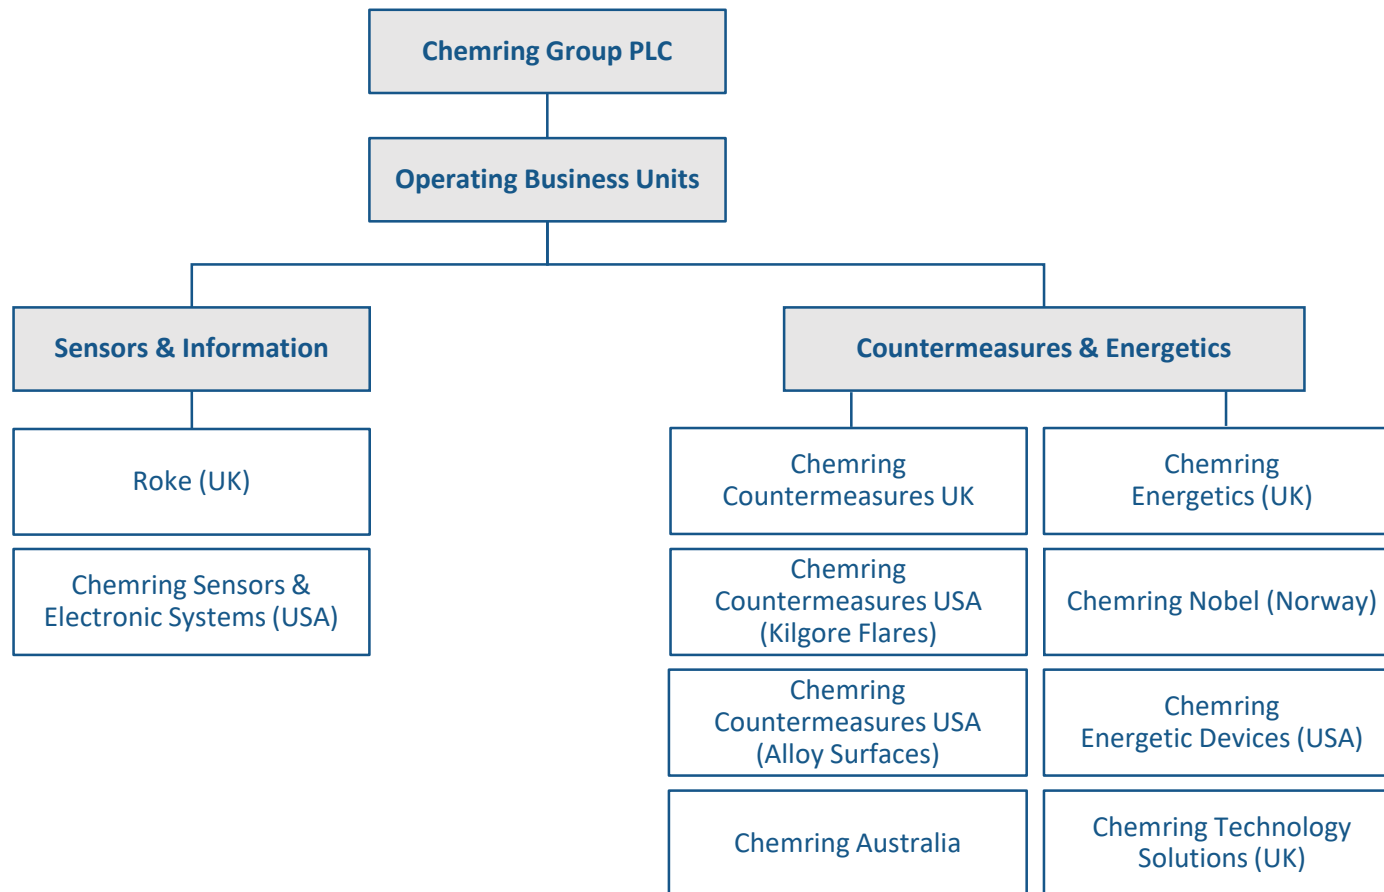 Chemring Group PLC
Operating Business Units
Sensors & Information
Countermeasures & Energetics
Roke (UK)
Chemring Sensors &
Electronic Systems (USA)
Chemring
Countermeasures UK
Chemring
Countermeasures USA
(Kilgore Flares)
Chemring
Countermeasures USA
(Alloy Surfaces)
Chemring Australia
Chemring
Energetics (UK)
Chemring Nobel (Norway)
Chemring
Energetic Devices (USA)
Chemring Technology
Solutions (UK)